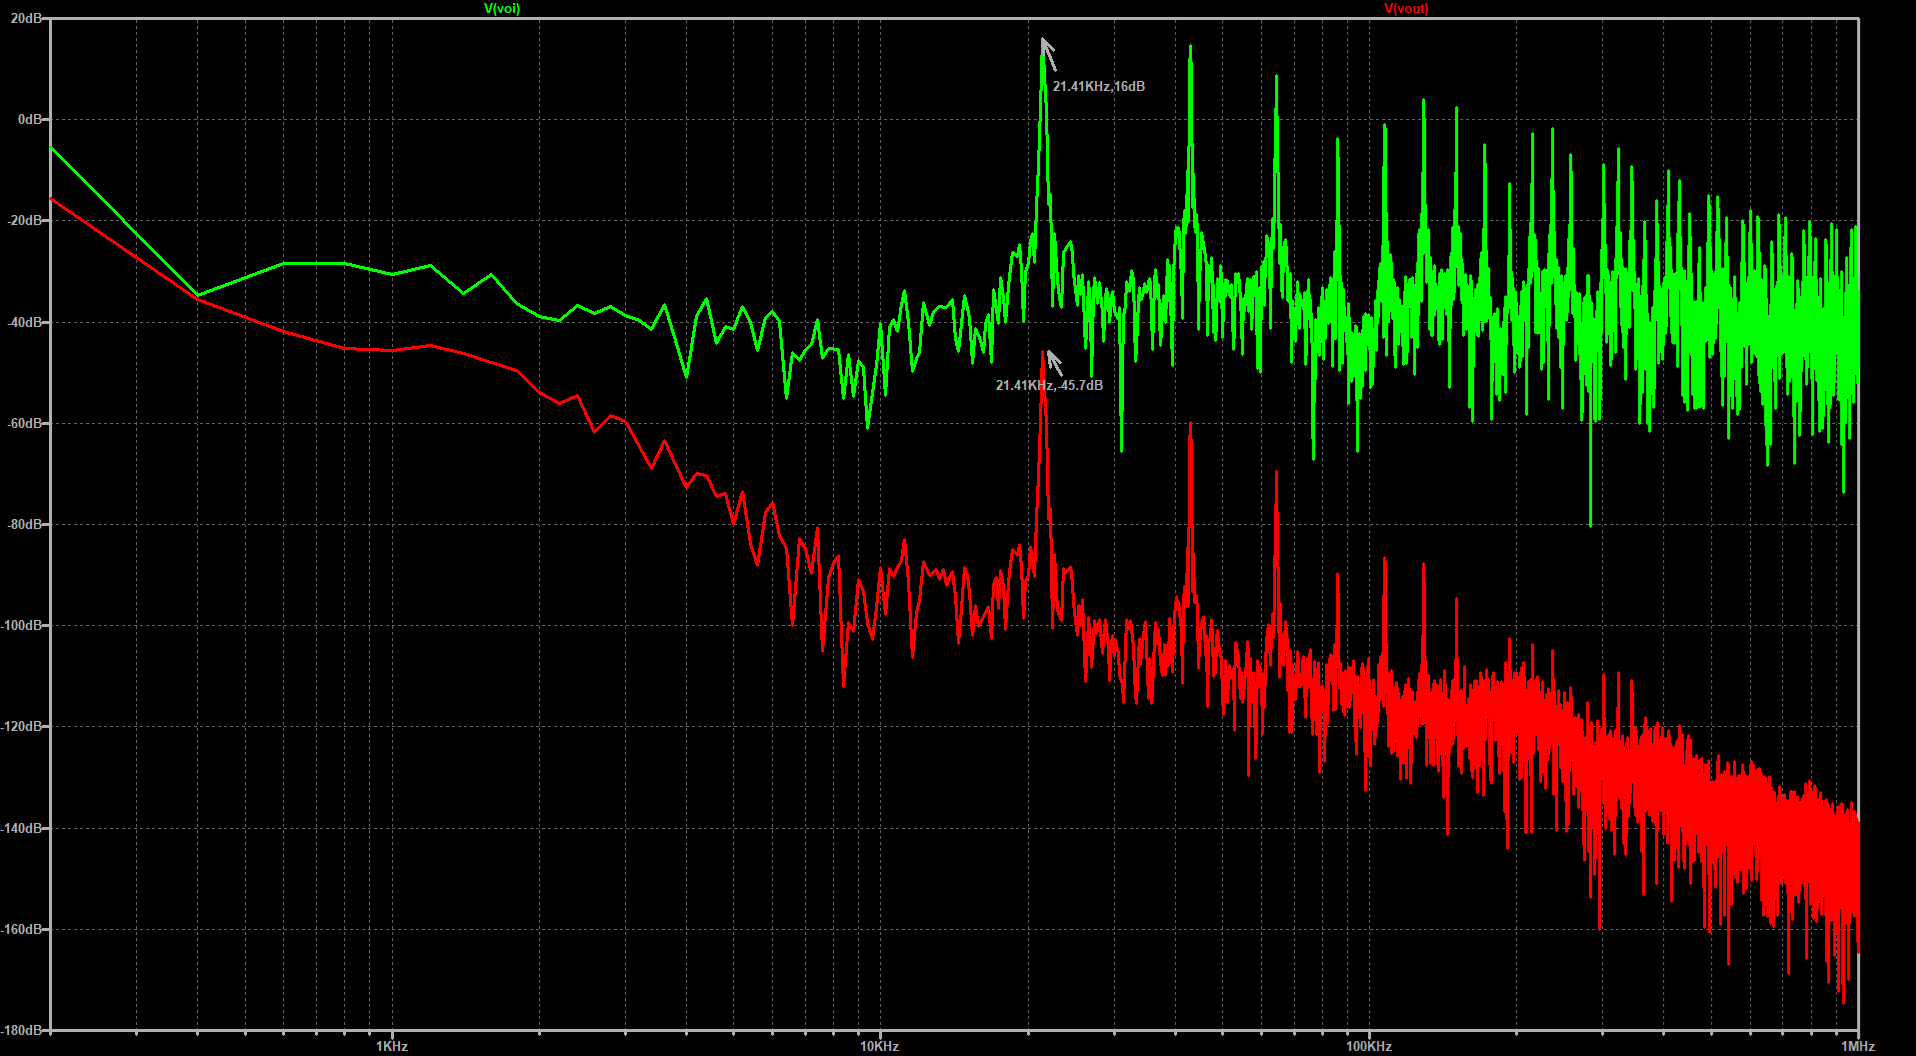 V(voi) V(vout)
20dB
0dB
-20dB
-40dB
-60dB
-80dB
-100dB
-120dB
-140dB
-160dB
-180dB
21.41KHz,16dB
21.41KHz,-45.7dB
1KHz 10KHz 100KHz 1MHz